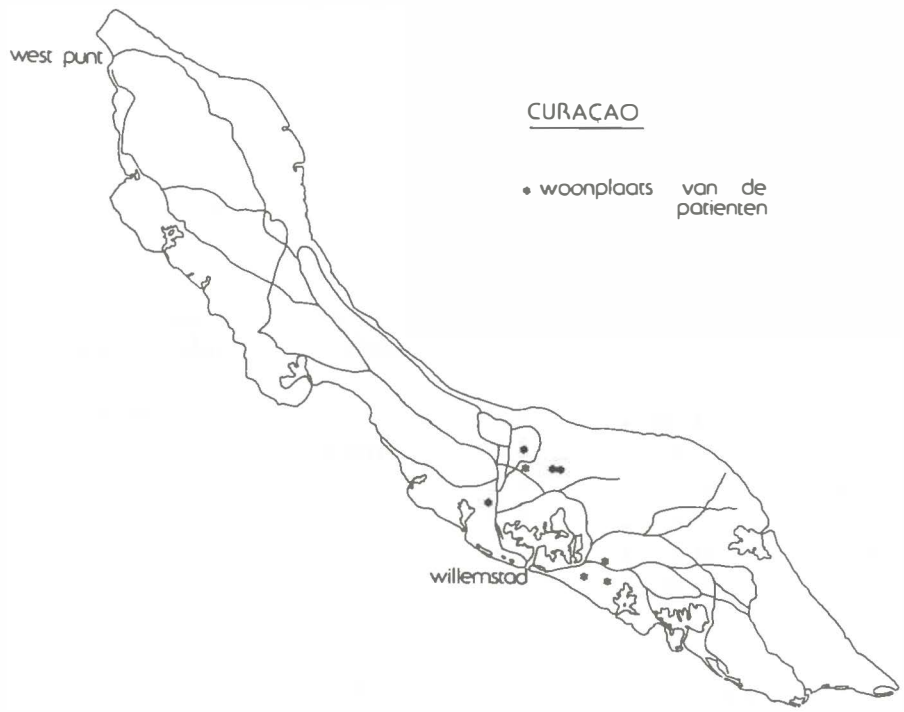 west punt
CURAÇAO
* woonplaats van de
patienten
willemstad